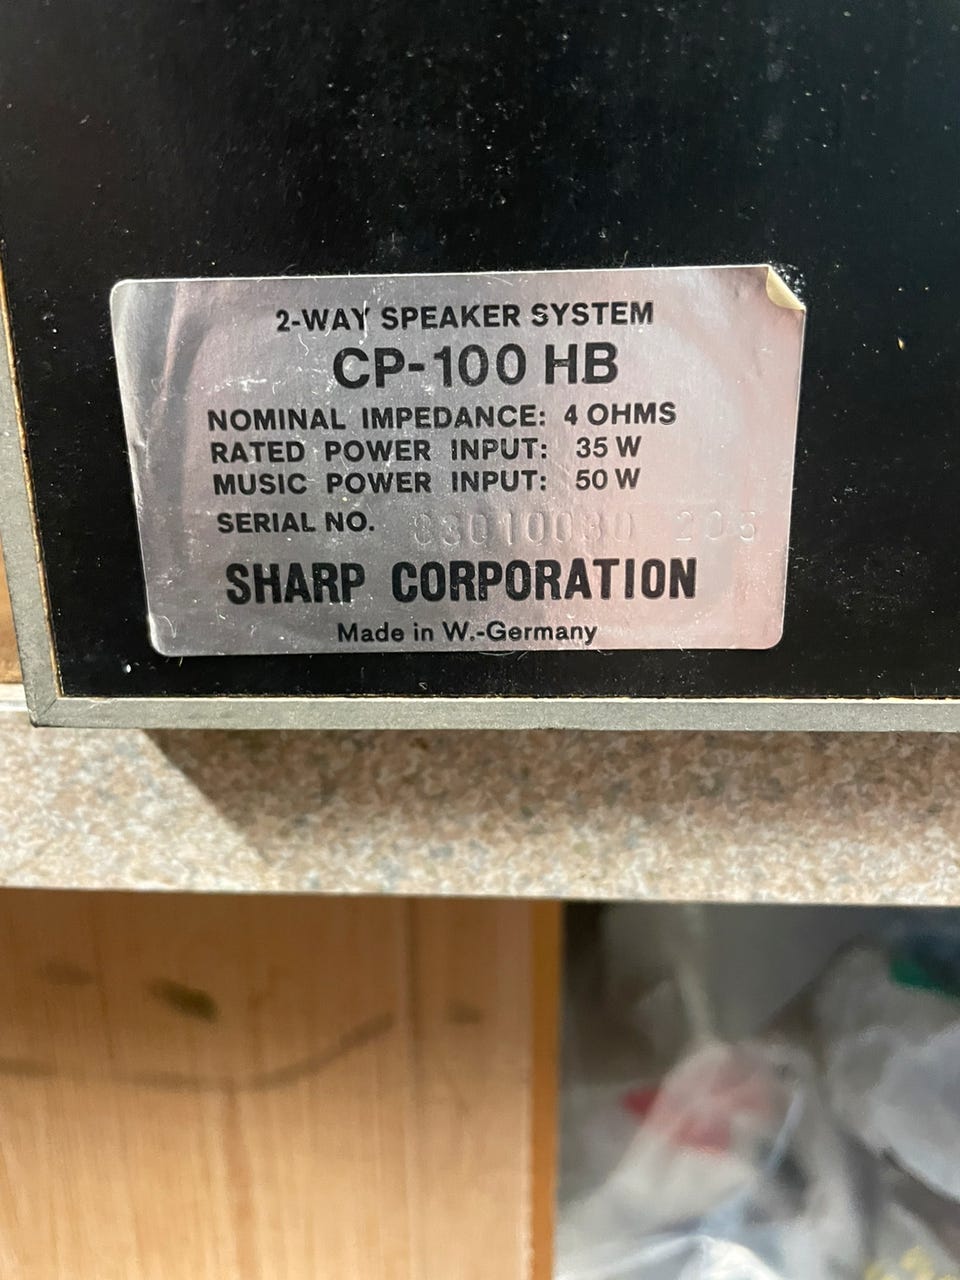 2-WAY SPEAKER SYSTEM
CP-100 HB
NOMINAL IMPEDANCE: 4 OHMS
RATED POWER INPUT: 35 W
MUSIC POWER INPUT: 50 W
SERIAL NO.
SHARP CORPORATION
Made in W.-Germany